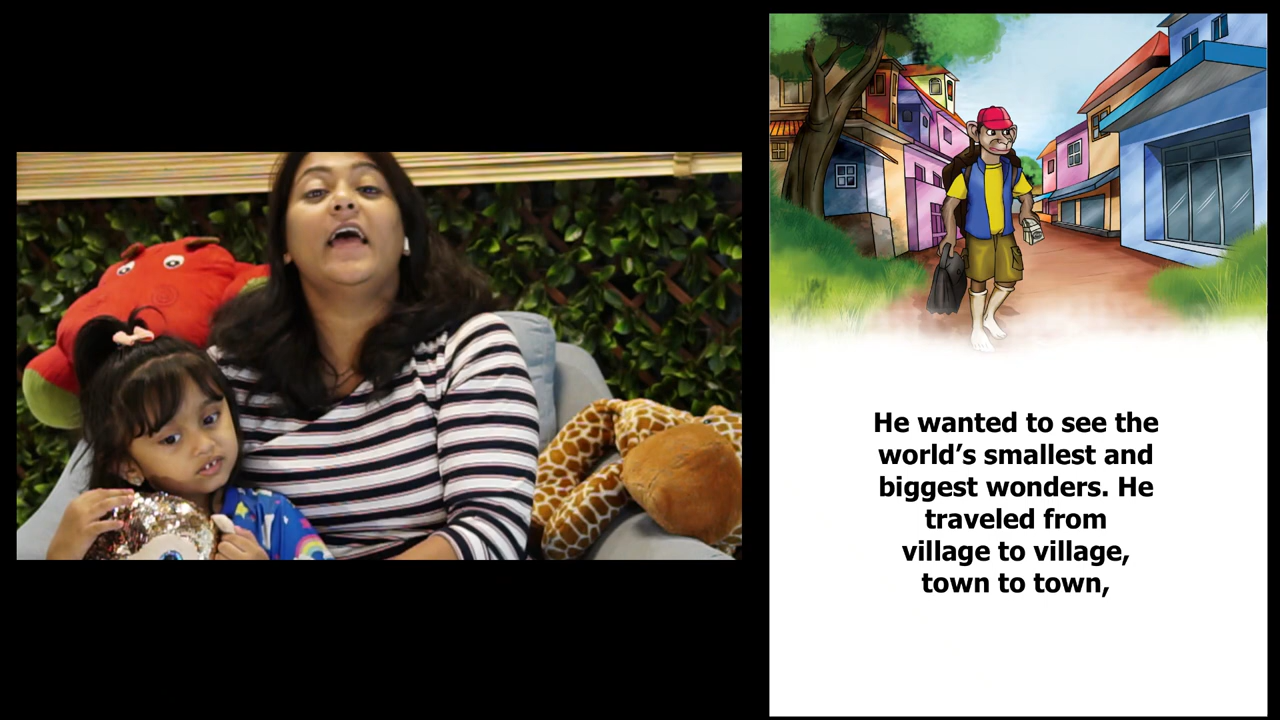 He wanted to see the
world’s smallest and
biggest wonders. He
traveled from
village to village,
town to town,